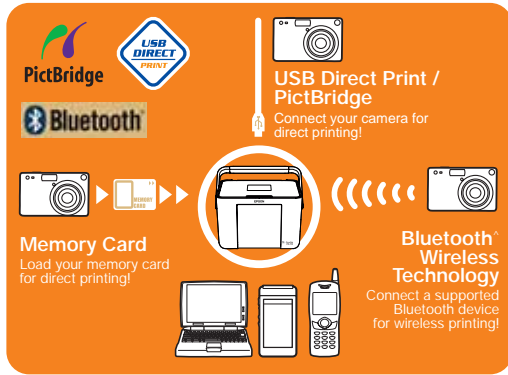 PictBridge
USB
DIRECT
PRINT
Bluetooth
USB Direct Print /
PictBridge
Connect your camera for
direct printing!
MEMORY
CARD
EPSON
Memory Card
Load your memory card
for direct printing!
Bluetooth^
Wireless
Technology
Connect a supported
Bluetooth device
for wireless printing!